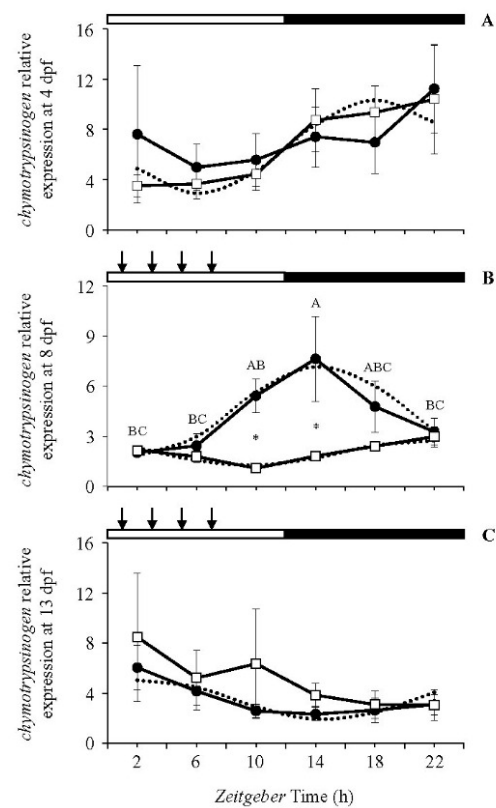 A
chymotrypsinogen relative
expression at 4 dpf
16
12
8
4
0
B
chymotrypsinogen relative
expression at 8 dpf
12
9
6
3
0
BC
BC
AB
A
ABC
BC
*
*
C
chymotrypsinogen relative
expression at 13 dpf
16
12
8
4
0
2 6 10 14 18 22
Zeitgeber Time (h)